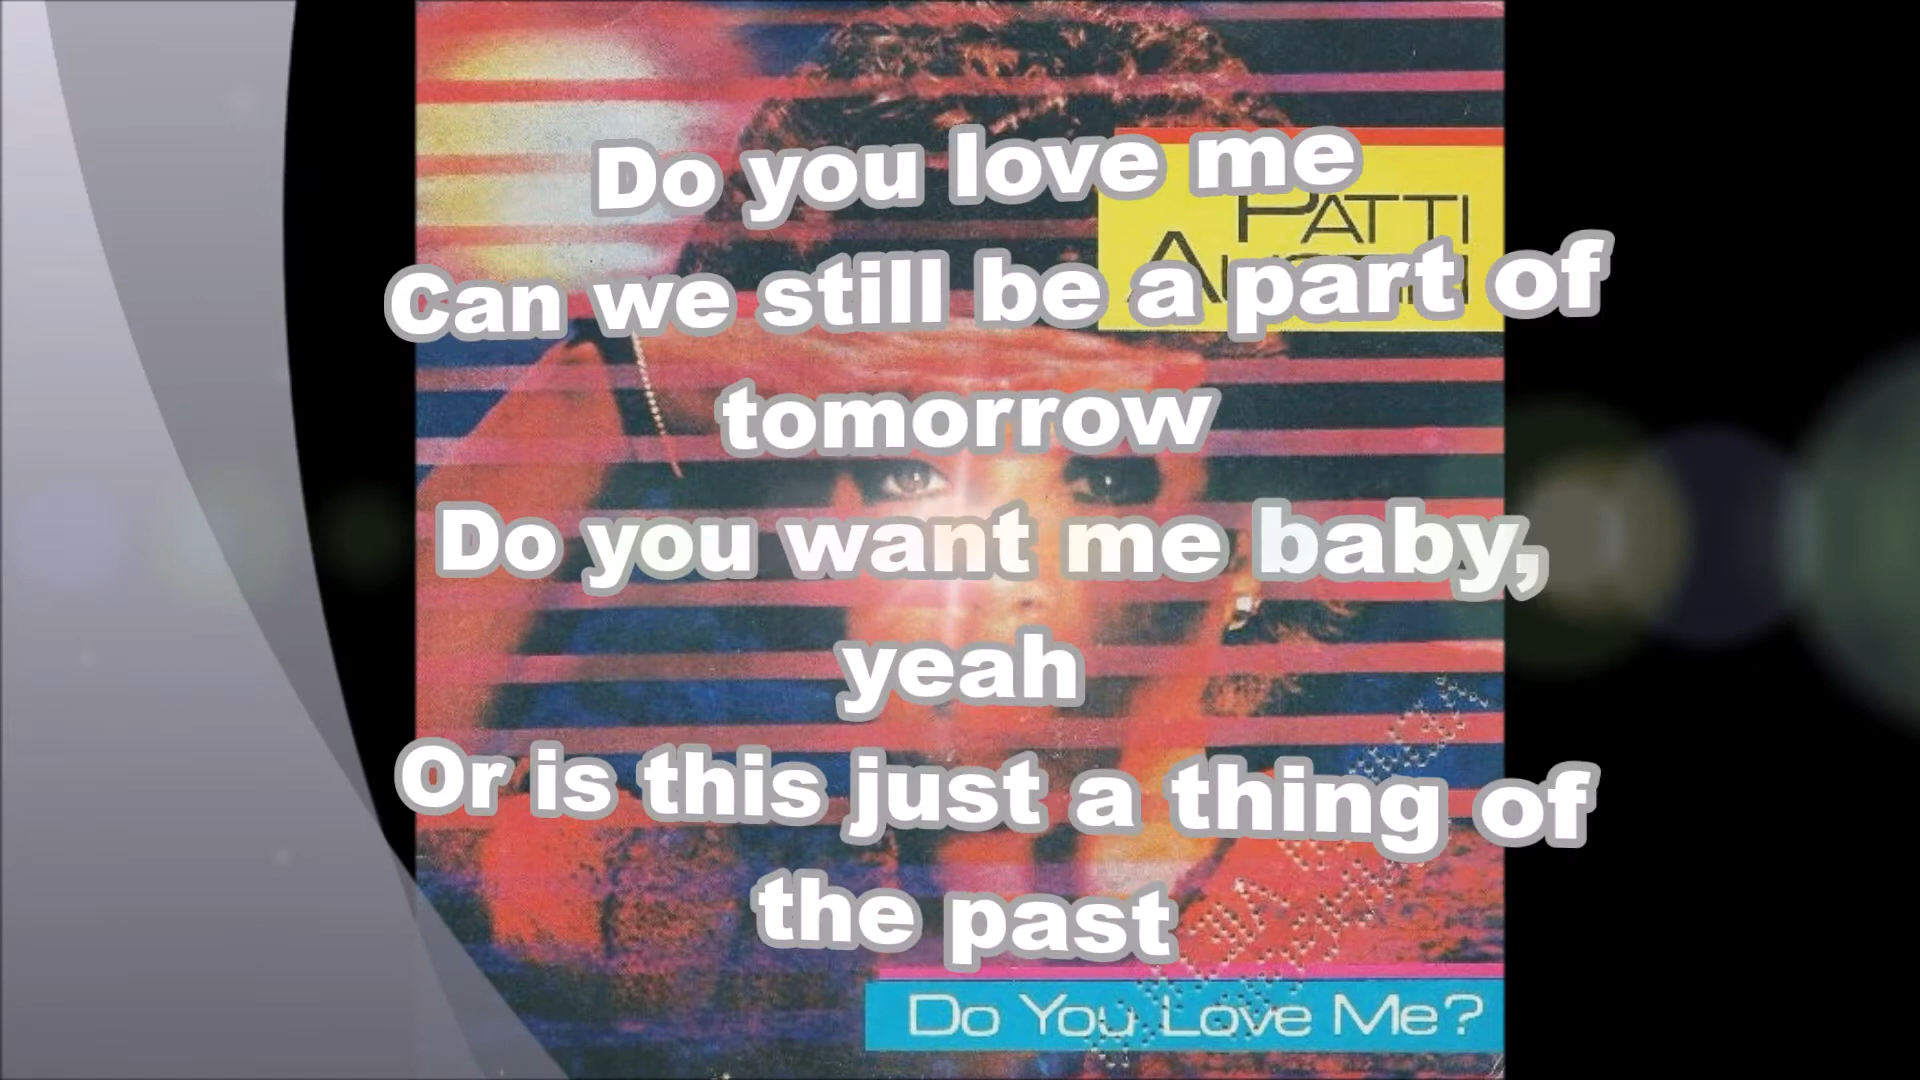 Do you love me
PATTI
AUSTIN
Can we still be a part of
tomorrow
Do you want me baby,
yeah
Or is this just a thing of
the past
Do You Love Me?